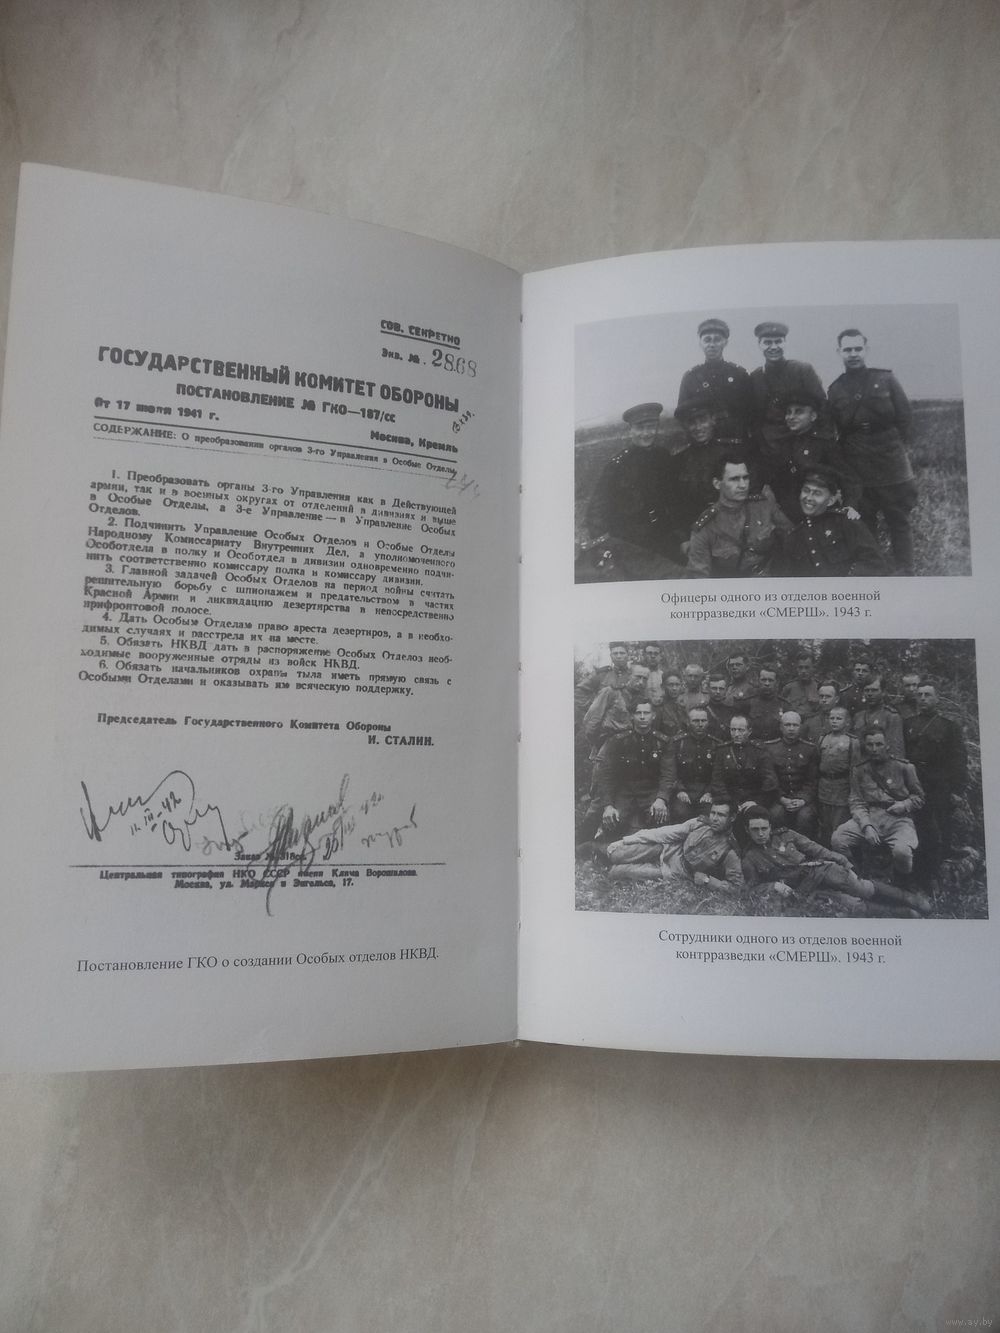 СОВ. СЕКРЕТНО
Экз. № 2868
ГОСУДАРСТВЕННЫЙ КОМИТЕТ ОБОРОНЫ
ПОСТАНОВЛЕНИЕ № ГКО—187/сс
От 17 июля 1941 г.
Москва, Кремль
СОДЕРЖАНИЕ: О преобразовании органов 3-го Управления в Особые Отделы
1. Преобразовать органы 3-го Управления как в Действующей
армии, так и в военных округах от отделений в дивизиях и выше
в Особые Отделы, а 3-е Управление — в Управление Особых
Отделов.
2. Подчинить Управление Особых Отделов и Особые Отделы
Народному Комиссариату Внутренних Дел, а уполномоченного
Особотдела в полку и Особотдел в дивизии одновременно подчи-
нить соответственно комиссару полка и комиссару дивизии.
3. Главной задачей Особых Отделов на период войны считать
решительную борьбу с шпионажем и предательством в частях
Красной Армии и ликвидацию дезертирства в непосредственно
прифронтовой полосе.
4. Дать Особым Отделам право ареста дезертиров, а в необхо-
димых случаях и расстрела их на месте.
5. Обязать НКВД дать в распоряжение Особых Отделов необ-
ходимые вооруженные отряды из войск НКВД.
6. Обязать начальников охраны тыла иметь прямую связь с
Особыми Отделами и оказывать им всяческую поддержку.
Председатель Государственного Комитета Обороны
И. СТАЛИН.
Заказ №
Центральная типография НКО СССР имени Клима Ворошилова
Москва, ул. Маркса и Энгельса, 17.
Постановление ГКО о создании Особых отделов НКВД.
Офицеры одного из отделов военной
контрразведки «СМЕРШ». 1943 г.
Сотрудники одного из отделов военной
контрразведки «СМЕРШ». 1943 г.
www.ay.by